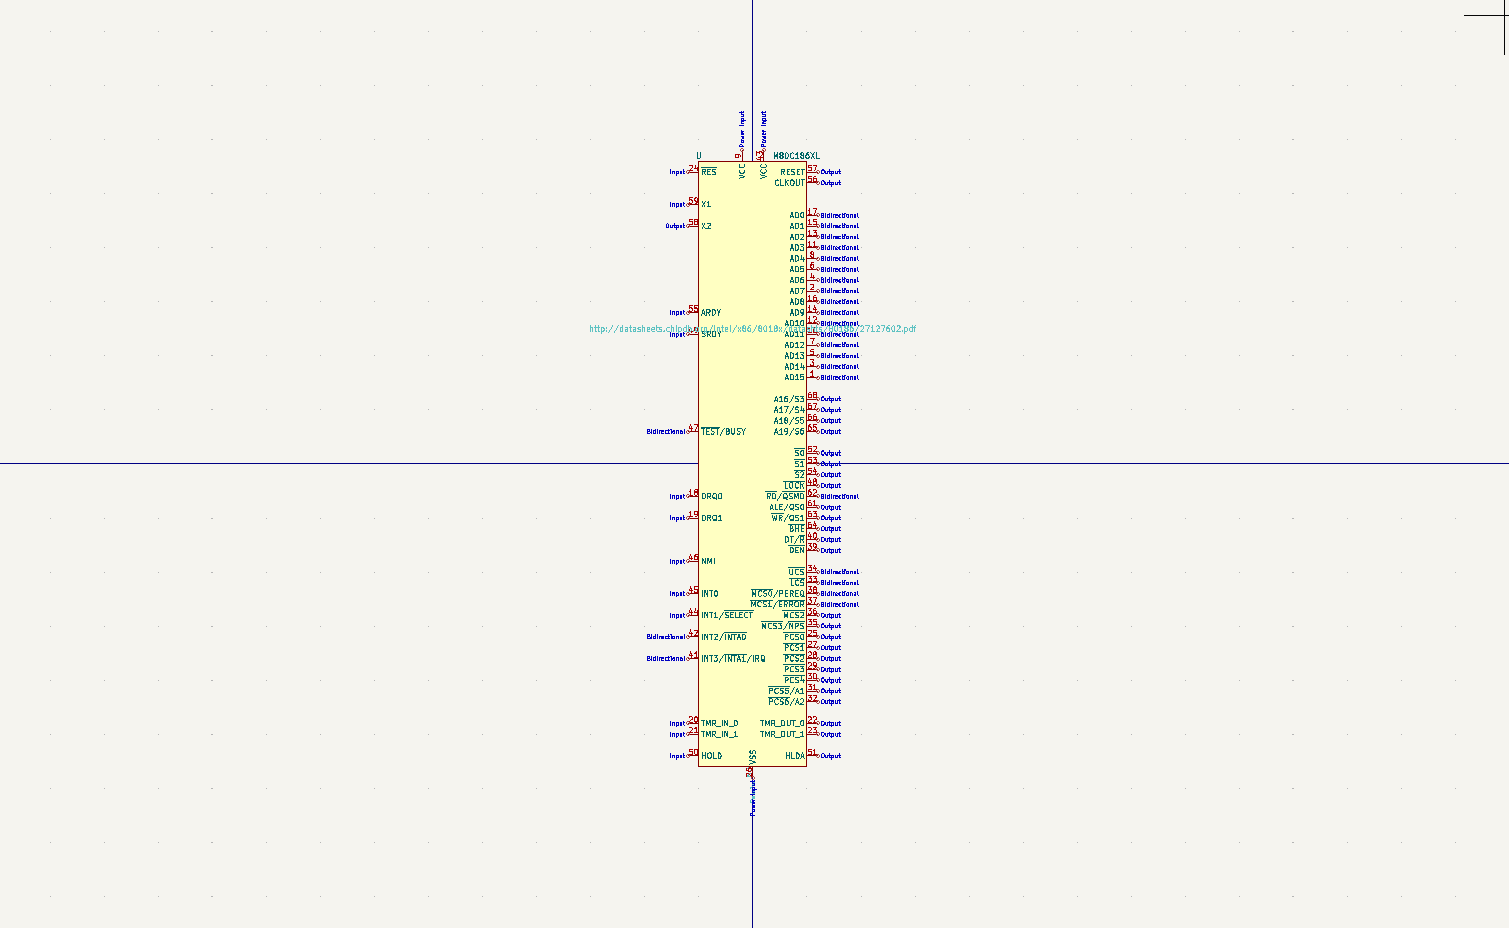 Power Input Power Input
U 9 43 M80C186XL
Input 24 RES VCC VCC RESET 57 Output
CLKOUT 56 Output
Input 59 X1
AD0 17 Bidirectional
Output 58 X2 AD1 15 Bidirectional
AD2 13 Bidirectional
AD3 11 Bidirectional
AD4 8 Bidirectional
AD5 6 Bidirectional
AD6 4 Bidirectional
AD7 2 Bidirectional
AD8 16 Bidirectional
Input 55 ARDY AD9 14 Bidirectional
AD10 12 Bidirectional
Input SRDY AD11 Bidirectional
AD12 7 Bidirectional
AD13 5 Bidirectional
AD14 3 Bidirectional
AD15 1 Bidirectional
A16/S3 68 Output
A17/S4 67 Output
A18/S5 66 Output
Bidirectional 47 TEST/BUSY A19/S6 65 Output
S0 52 Output
S1 53 Output
S2 54 Output
LOCK 48 Output
Input 18 DRQ0 RD/QSMD 62 Bidirectional
ALE/QS0 61 Output
Input 19 DRQ1 WR/QS1 63 Output
BHE 64 Output
DT/R 40 Output
DEN 39 Output
Input 46 NMI
UCS 34 Bidirectional
LCS 33 Bidirectional
Input 45 INT0 MCS0/PEREQ 38 Bidirectional
MCS1/ERROR 37 Bidirectional
Input 44 INT1/SELECT MCS2 36 Output
MCS3/NPS 35 Output
Bidirectional 42 INT2/INTA0 PCS0 25 Output
PCS1 27 Output
Bidirectional 41 INT3/INTA1/IRQ PCS2 28 Output
PCS3 29 Output
PCS4 30 Output
PCS5/A1 31 Output
PCS6/A2 32 Output
Input 20 TMR_IN_0 TMR_OUT_0 22 Output
Input 21 TMR_IN_1 TMR_OUT_1 23 Output
Input 50 HOLD VSS HLDA 51 Output
26
Power Input